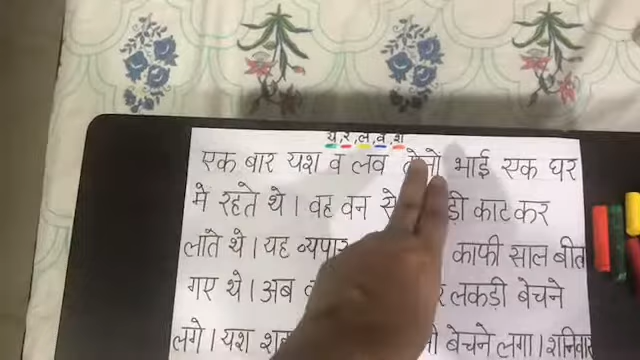 य,र,ल,व,श
एक बार यश व लव दोनों भाई एक घर
में रहते थे। वह वन से काट कर
लाते थे। यह काफी साल बीत
गए थे। अब लकड़ी बेचने
लगे। यश बेचने लगा। शनिवार